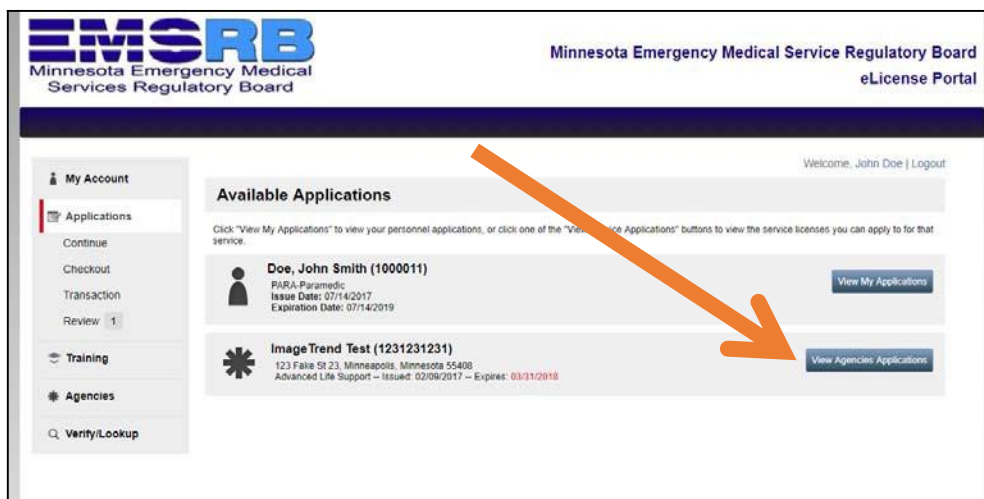 EMSRB
Minnesota Emergency Medical
Services Regulatory Board
Minnesota Emergency Medical Service Regulatory Board
eLicense Portal
Welcome, John Doe | Logout
My Account
Applications
Continue
Checkout
Transaction
Review 1
Training
Agencies
Verify/Lookup
Available Applications
Click "View My Applications" to view your personnel applications, or click one of the "View Service Applications" buttons to view the service licenses you can apply to for that
service.
Doe, John Smith (1000011)
PARA-Paramedic
Issue Date: 07/14/2017
Expiration Date: 07/14/2019
View My Applications
ImageTrend Test (1231231231)
123 Fake St 23, Minneapolis, Minnesota 55408
Advanced Life Support -- Issued: 02/09/2017 -- Expires: 03/31/2018
View Agencies Applications